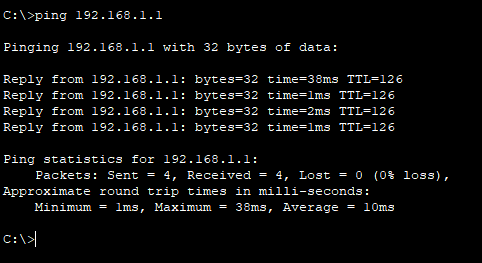 C:\>ping 192.168.1.1
Pinging 192.168.1.1 with 32 bytes of data:
Reply from 192.168.1.1: bytes=32 time=38ms TTL=126
Reply from 192.168.1.1: bytes=32 time=1ms TTL=126
Reply from 192.168.1.1: bytes=32 time=2ms TTL=126
Reply from 192.168.1.1: bytes=32 time=1ms TTL=126
Ping statistics for 192.168.1.1:
    Packets: Sent = 4, Received = 4, Lost = 0 (0% loss),
Approximate round trip times in milli-seconds:
    Minimum = 1ms, Maximum = 38ms, Average = 10ms
C:\>